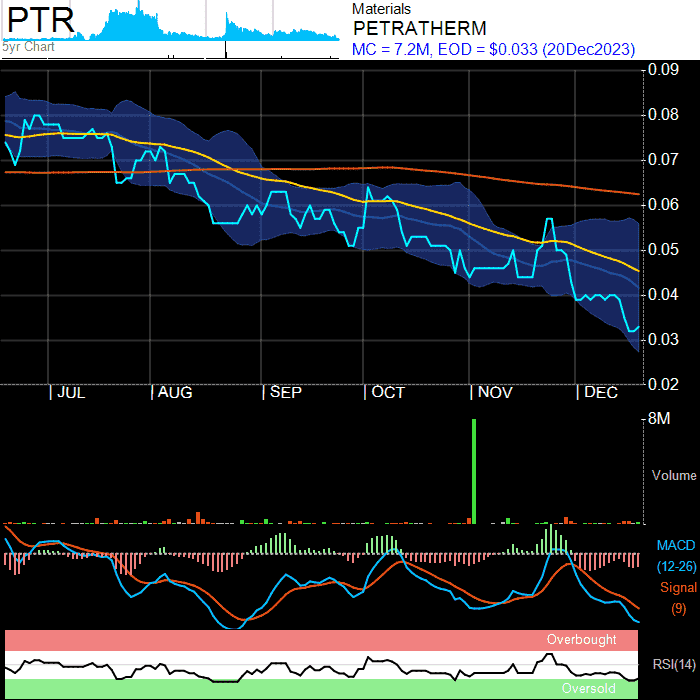 PTR
5yr Chart
Materials
PETRATHERM
MC = 7.2M, EOD = $0.033 (20Dec2023)
0.09
0.08
0.07
0.06
0.05
0.04
0.03
0.02
| JUL | AUG | SEP | OCT | NOV | DEC
8M
Volume
MACD
(12-26)
Signal
(9)
Overbought
RSI(14)
Oversold